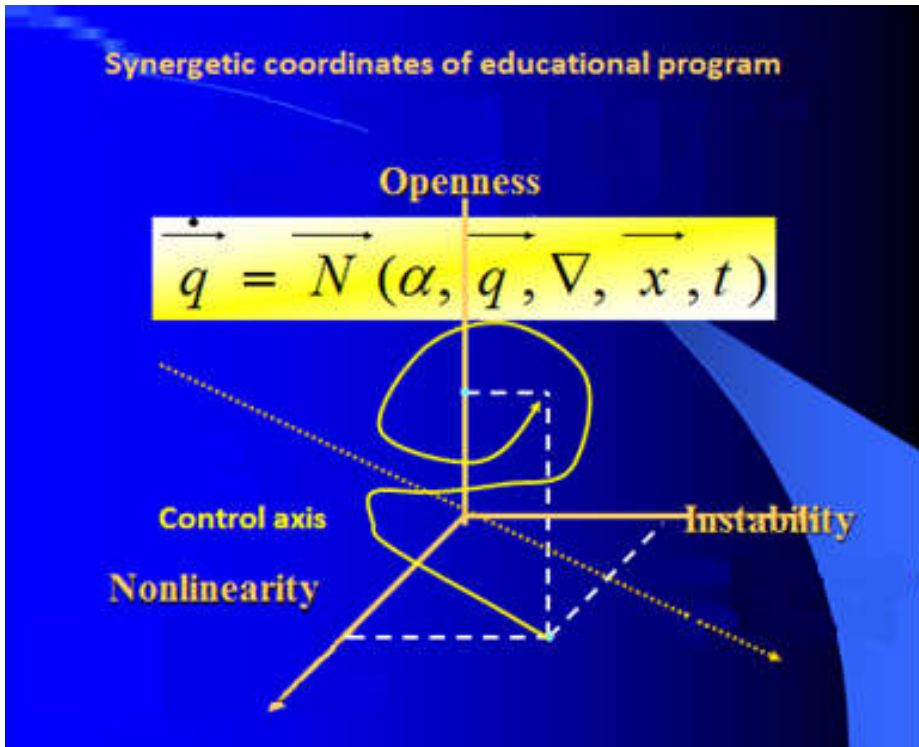 Synergetic coordinates of educational program
Openness
q̇⃗ = N⃗ (α, q⃗, ∇, x⃗, t)
Control axis
Instability
Nonlinearity